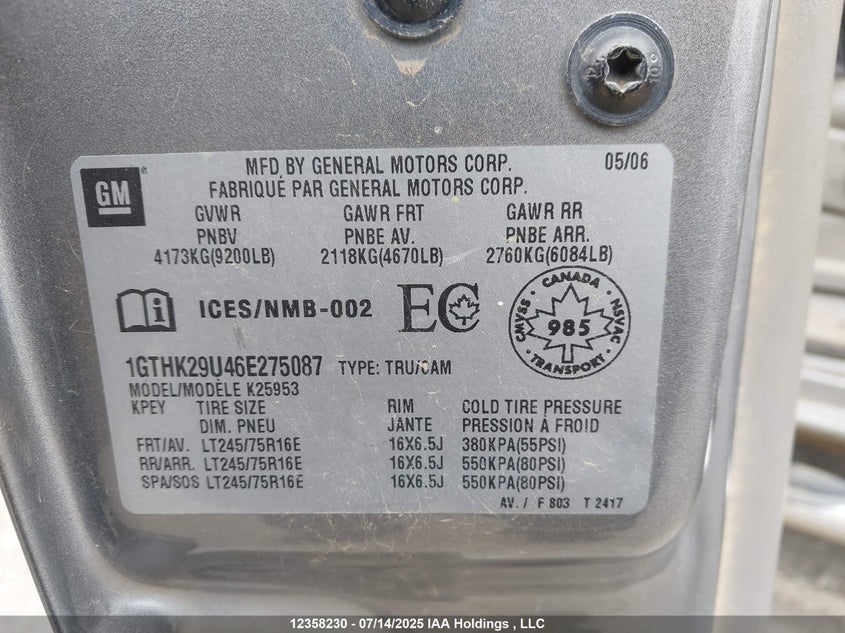 12 10.9
MFD BY GENERAL MOTORS CORP. 05/06
FABRIQUÉ PAR GENERAL MOTORS CORP.
GM
GVWR GAWR FRT GAWR RR
PNBV PNBE AV. PNBE ARR.
4173KG(9200LB) 2118KG(4670LB) 2760KG(6084LB)
i ICES/NMB-002 EC
CANADA CMVSS NSVAC 985 TRANSPORT
1GTHK29U46E275087 TYPE: TRU/CAM
MODEL/MODÈLE K25953
KPEY TIRE SIZE RIM COLD TIRE PRESSURE
DIM. PNEU JANTE PRESSION À FROID
FRT/AV. LT245/75R16E 16X6.5J 380KPA(55PSI)
RR/ARR. LT245/75R16E 16X6.5J 550KPA(80PSI)
SPA/SOS LT245/75R16E 16X6.5J 550KPA(80PSI)
AV. / F 803 T 2417
12358230 - 07/14/2025 IAA Holdings , LLC